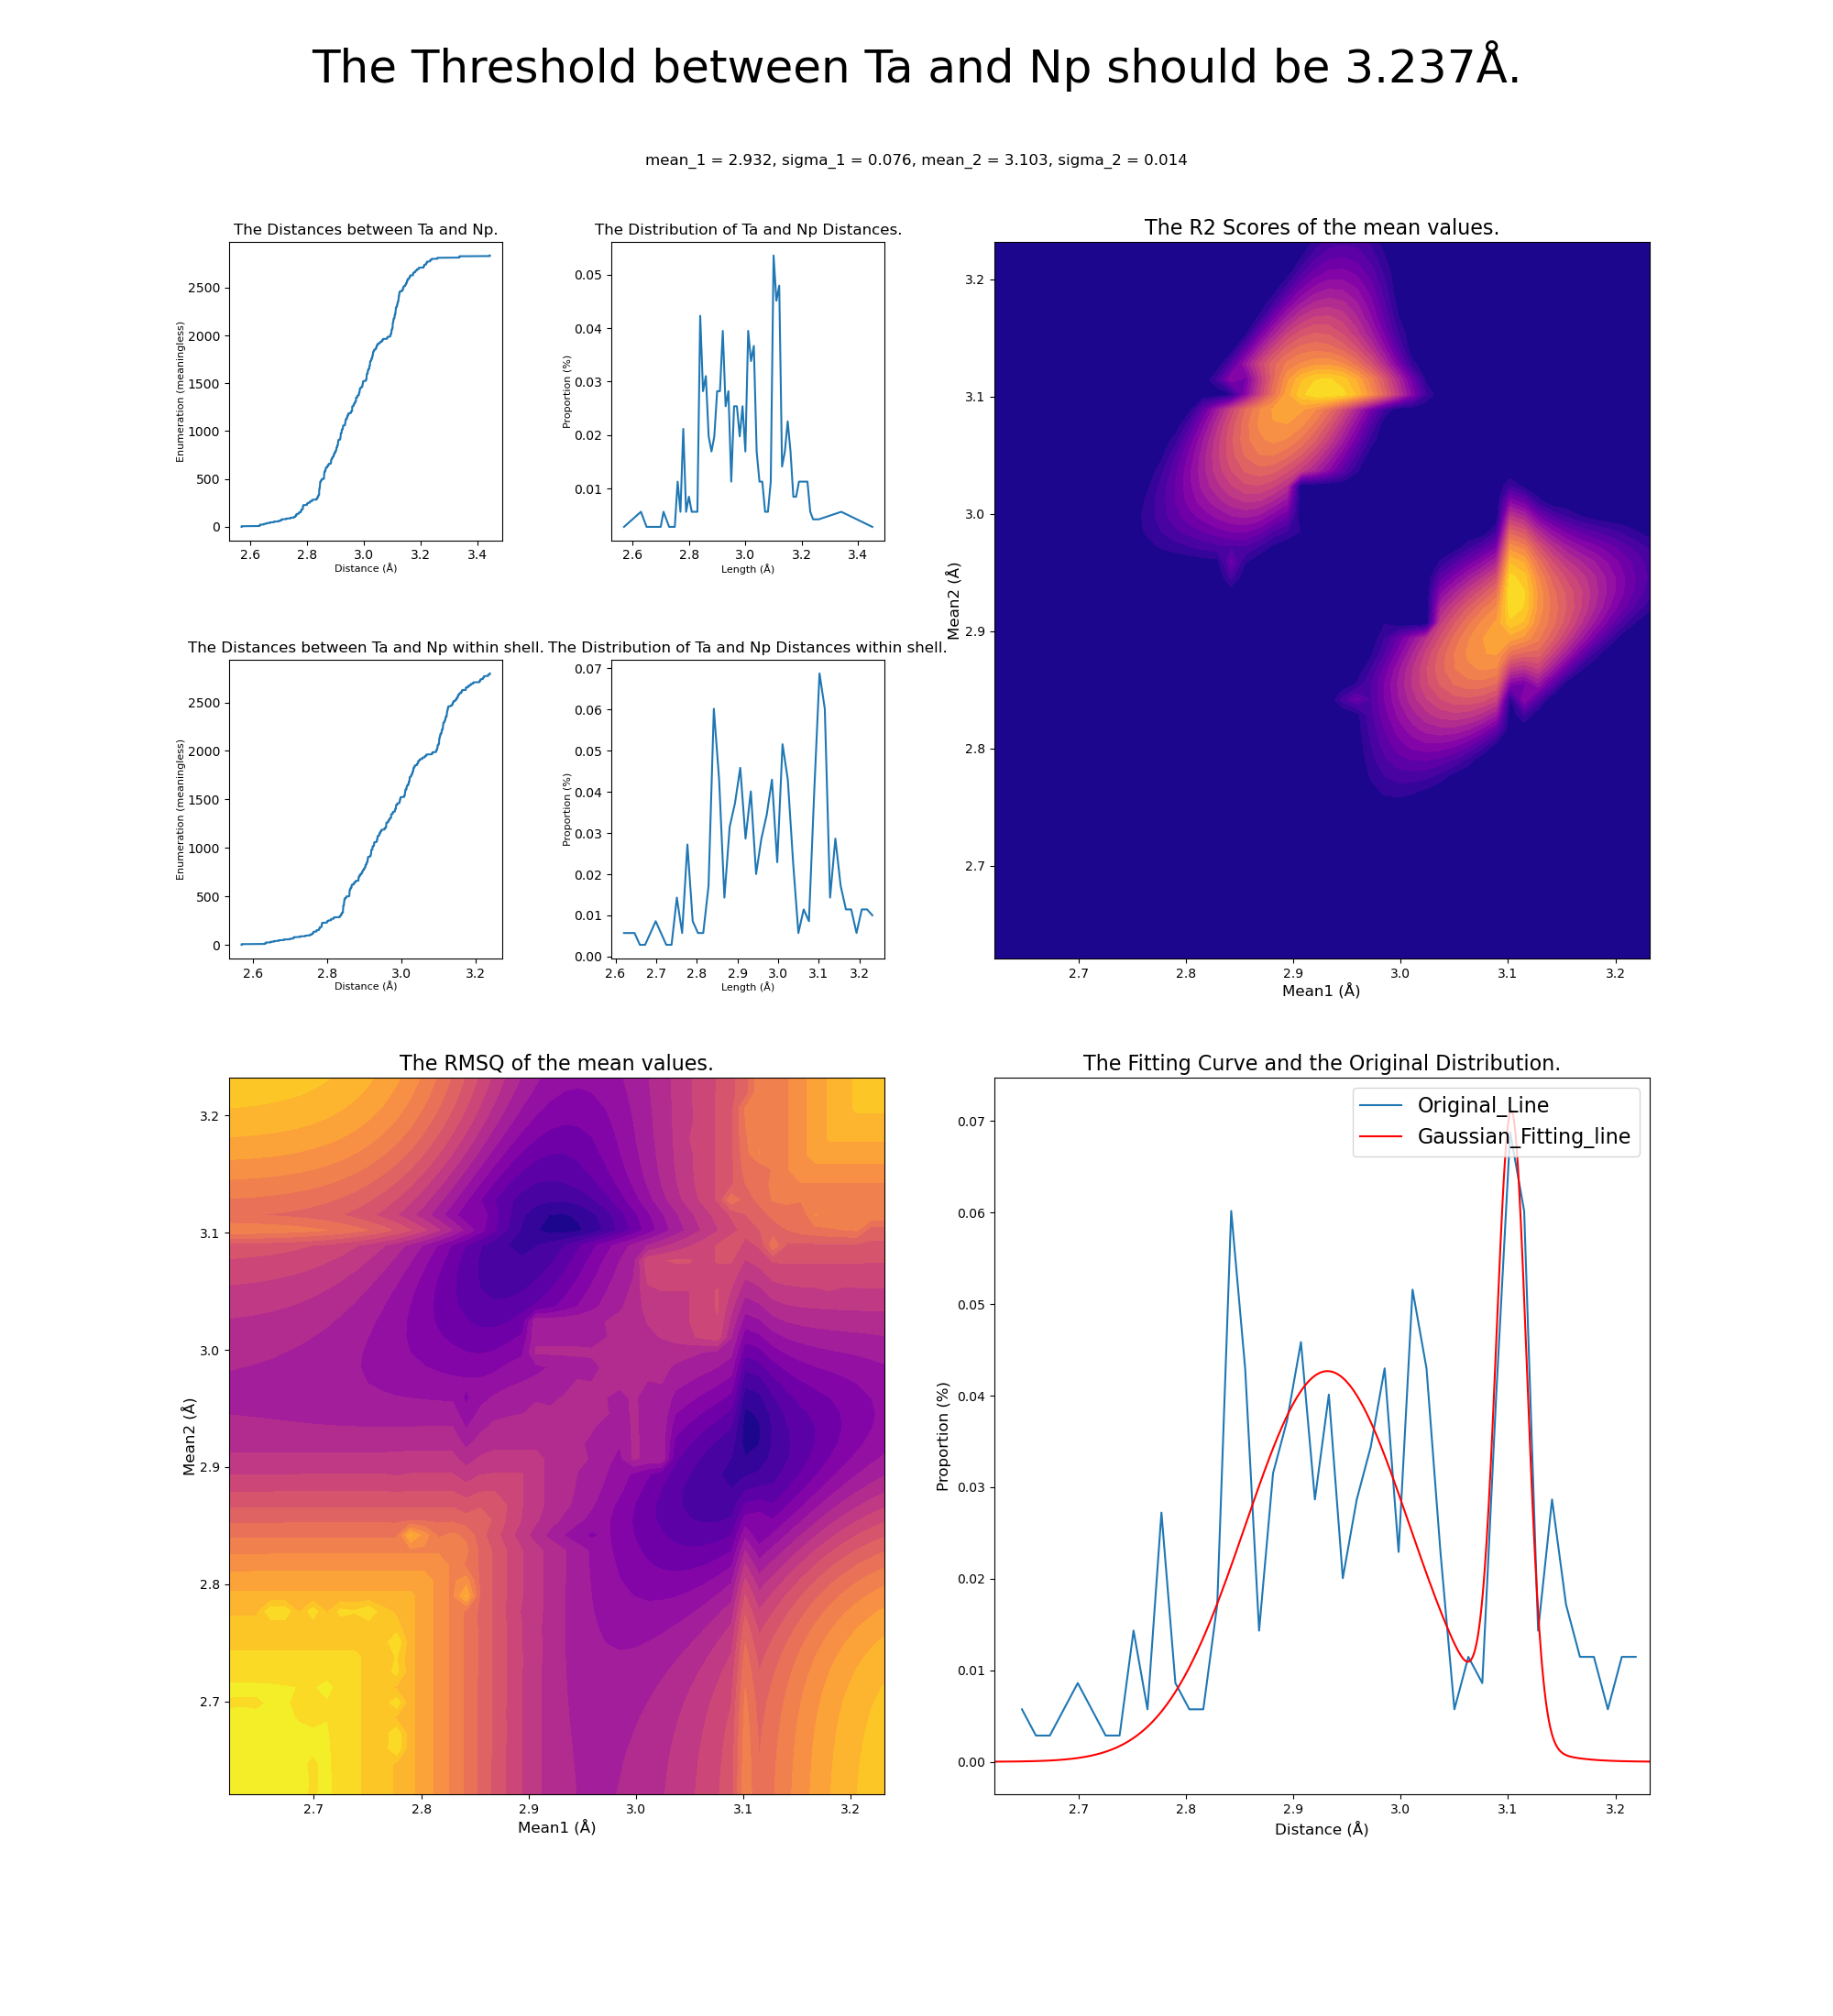 The Threshold between Ta and Np should be 3.237Å.
mean_1 = 2.932, sigma_1 = 0.076, mean_2 = 3.103, sigma_2 = 0.014
The Distances between Ta and Np.
Enumeration (meaningless)
2500
2000
1500
1000
500
0
2.6 2.8 3.0 3.2 3.4
Distance (Å)
The Distribution of Ta and Np Distances.
Proportion (%)
0.05
0.04
0.03
0.02
0.01
2.6 2.8 3.0 3.2 3.4
Length (Å)
The R2 Scores of the mean values.
Mean2 (Å)
3.2
3.1
3.0
2.9
2.8
2.7
2.7 2.8 2.9 3.0 3.1 3.2
Mean1 (Å)
The Distances between Ta and Np within shell.
Enumeration (meaningless)
2500
2000
1500
1000
500
0
2.6 2.8 3.0 3.2
Distance (Å)
The Distribution of Ta and Np Distances within shell.
Proportion (%)
0.07
0.06
0.05
0.04
0.03
0.02
0.01
0.00
2.6 2.7 2.8 2.9 3.0 3.1 3.2
Length (Å)
The RMSQ of the mean values.
Mean2 (Å)
3.2
3.1
3.0
2.9
2.8
2.7
2.7 2.8 2.9 3.0 3.1 3.2
Mean1 (Å)
The Fitting Curve and the Original Distribution.
Original_Line
Gaussian_Fitting_line
Proportion (%)
0.07
0.06
0.05
0.04
0.03
0.02
0.01
0.00
2.7 2.8 2.9 3.0 3.1 3.2
Distance (Å)